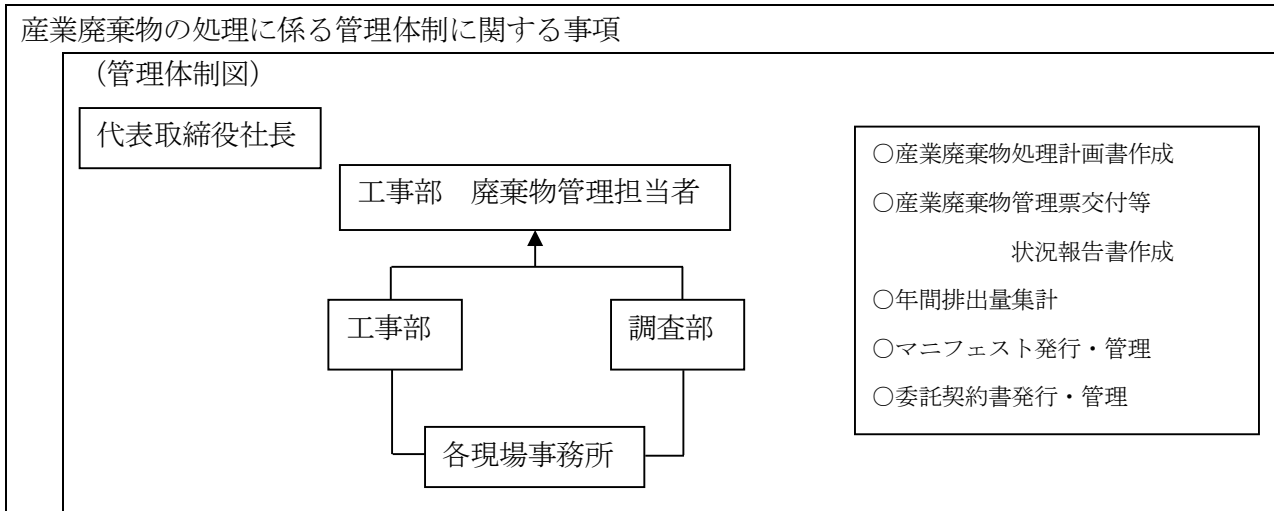 産業廃棄物の処理に係る管理体制に関する事項
（管理体制図）
代表取締役社長
工事部　廃棄物管理担当者
工事部
調査部
各現場事務所
○産業廃棄物処理計画書作成
○産業廃棄物管理票交付等
状況報告書作成
○年間排出量集計
○マニフェスト発行・管理
○委託契約書発行・管理